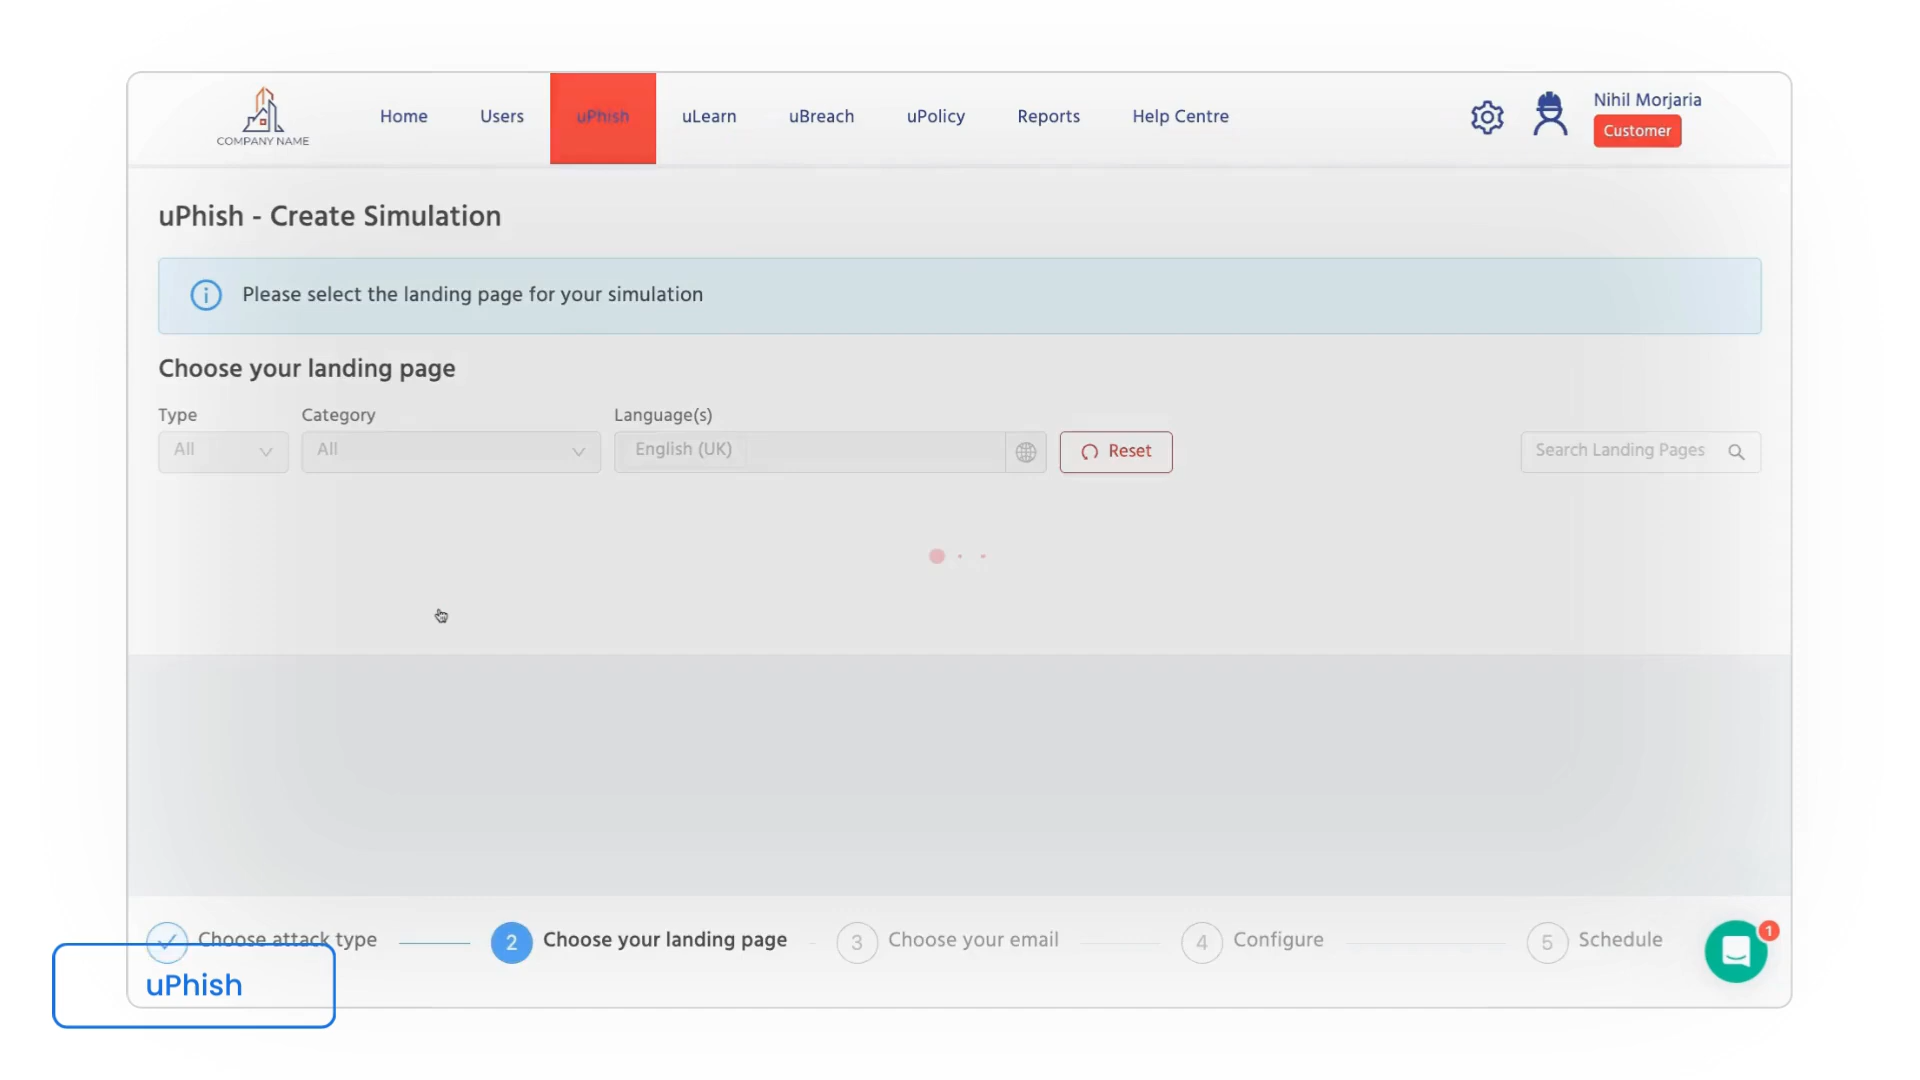 COMPANY NAME
Home
Users
uPhish
uLearn
uBreach
uPolicy
Reports
Help Centre
Nihil Morjaria
Customer
uPhish - Create Simulation
Please select the landing page for your simulation
Choose your landing page
Type
Category
Language(s)
All
All
English (UK)
Reset
Search Landing Pages
Choose attack type
2
Choose your landing page
3
Choose your email
4
Configure
5
Schedule
1
uPhish